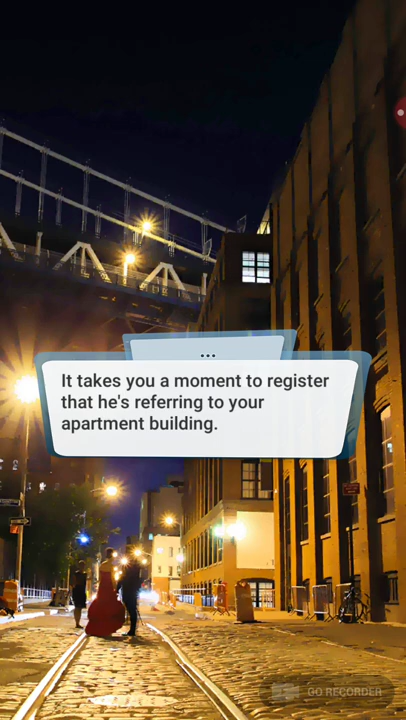 ...
It takes you a moment to register
that he's referring to your
apartment building.
GO RECORDER